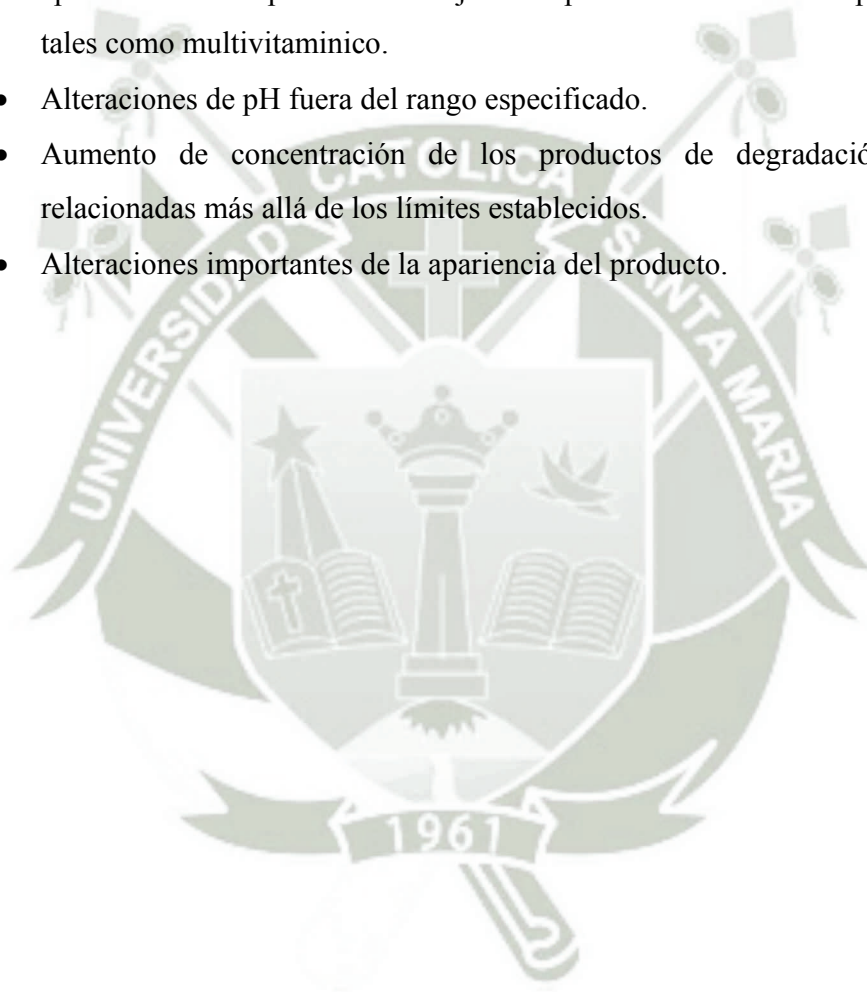 tales como multivitaminico.
• Alteraciones de pH fuera del rango especificado.
• Aumento de concentración de los productos de
relacionadas más allá de los límites establecidos.
• Alteraciones importantes de la apariencia del producto.
UNIVERSIDAD CATOLICA SANTA MARIA
1961